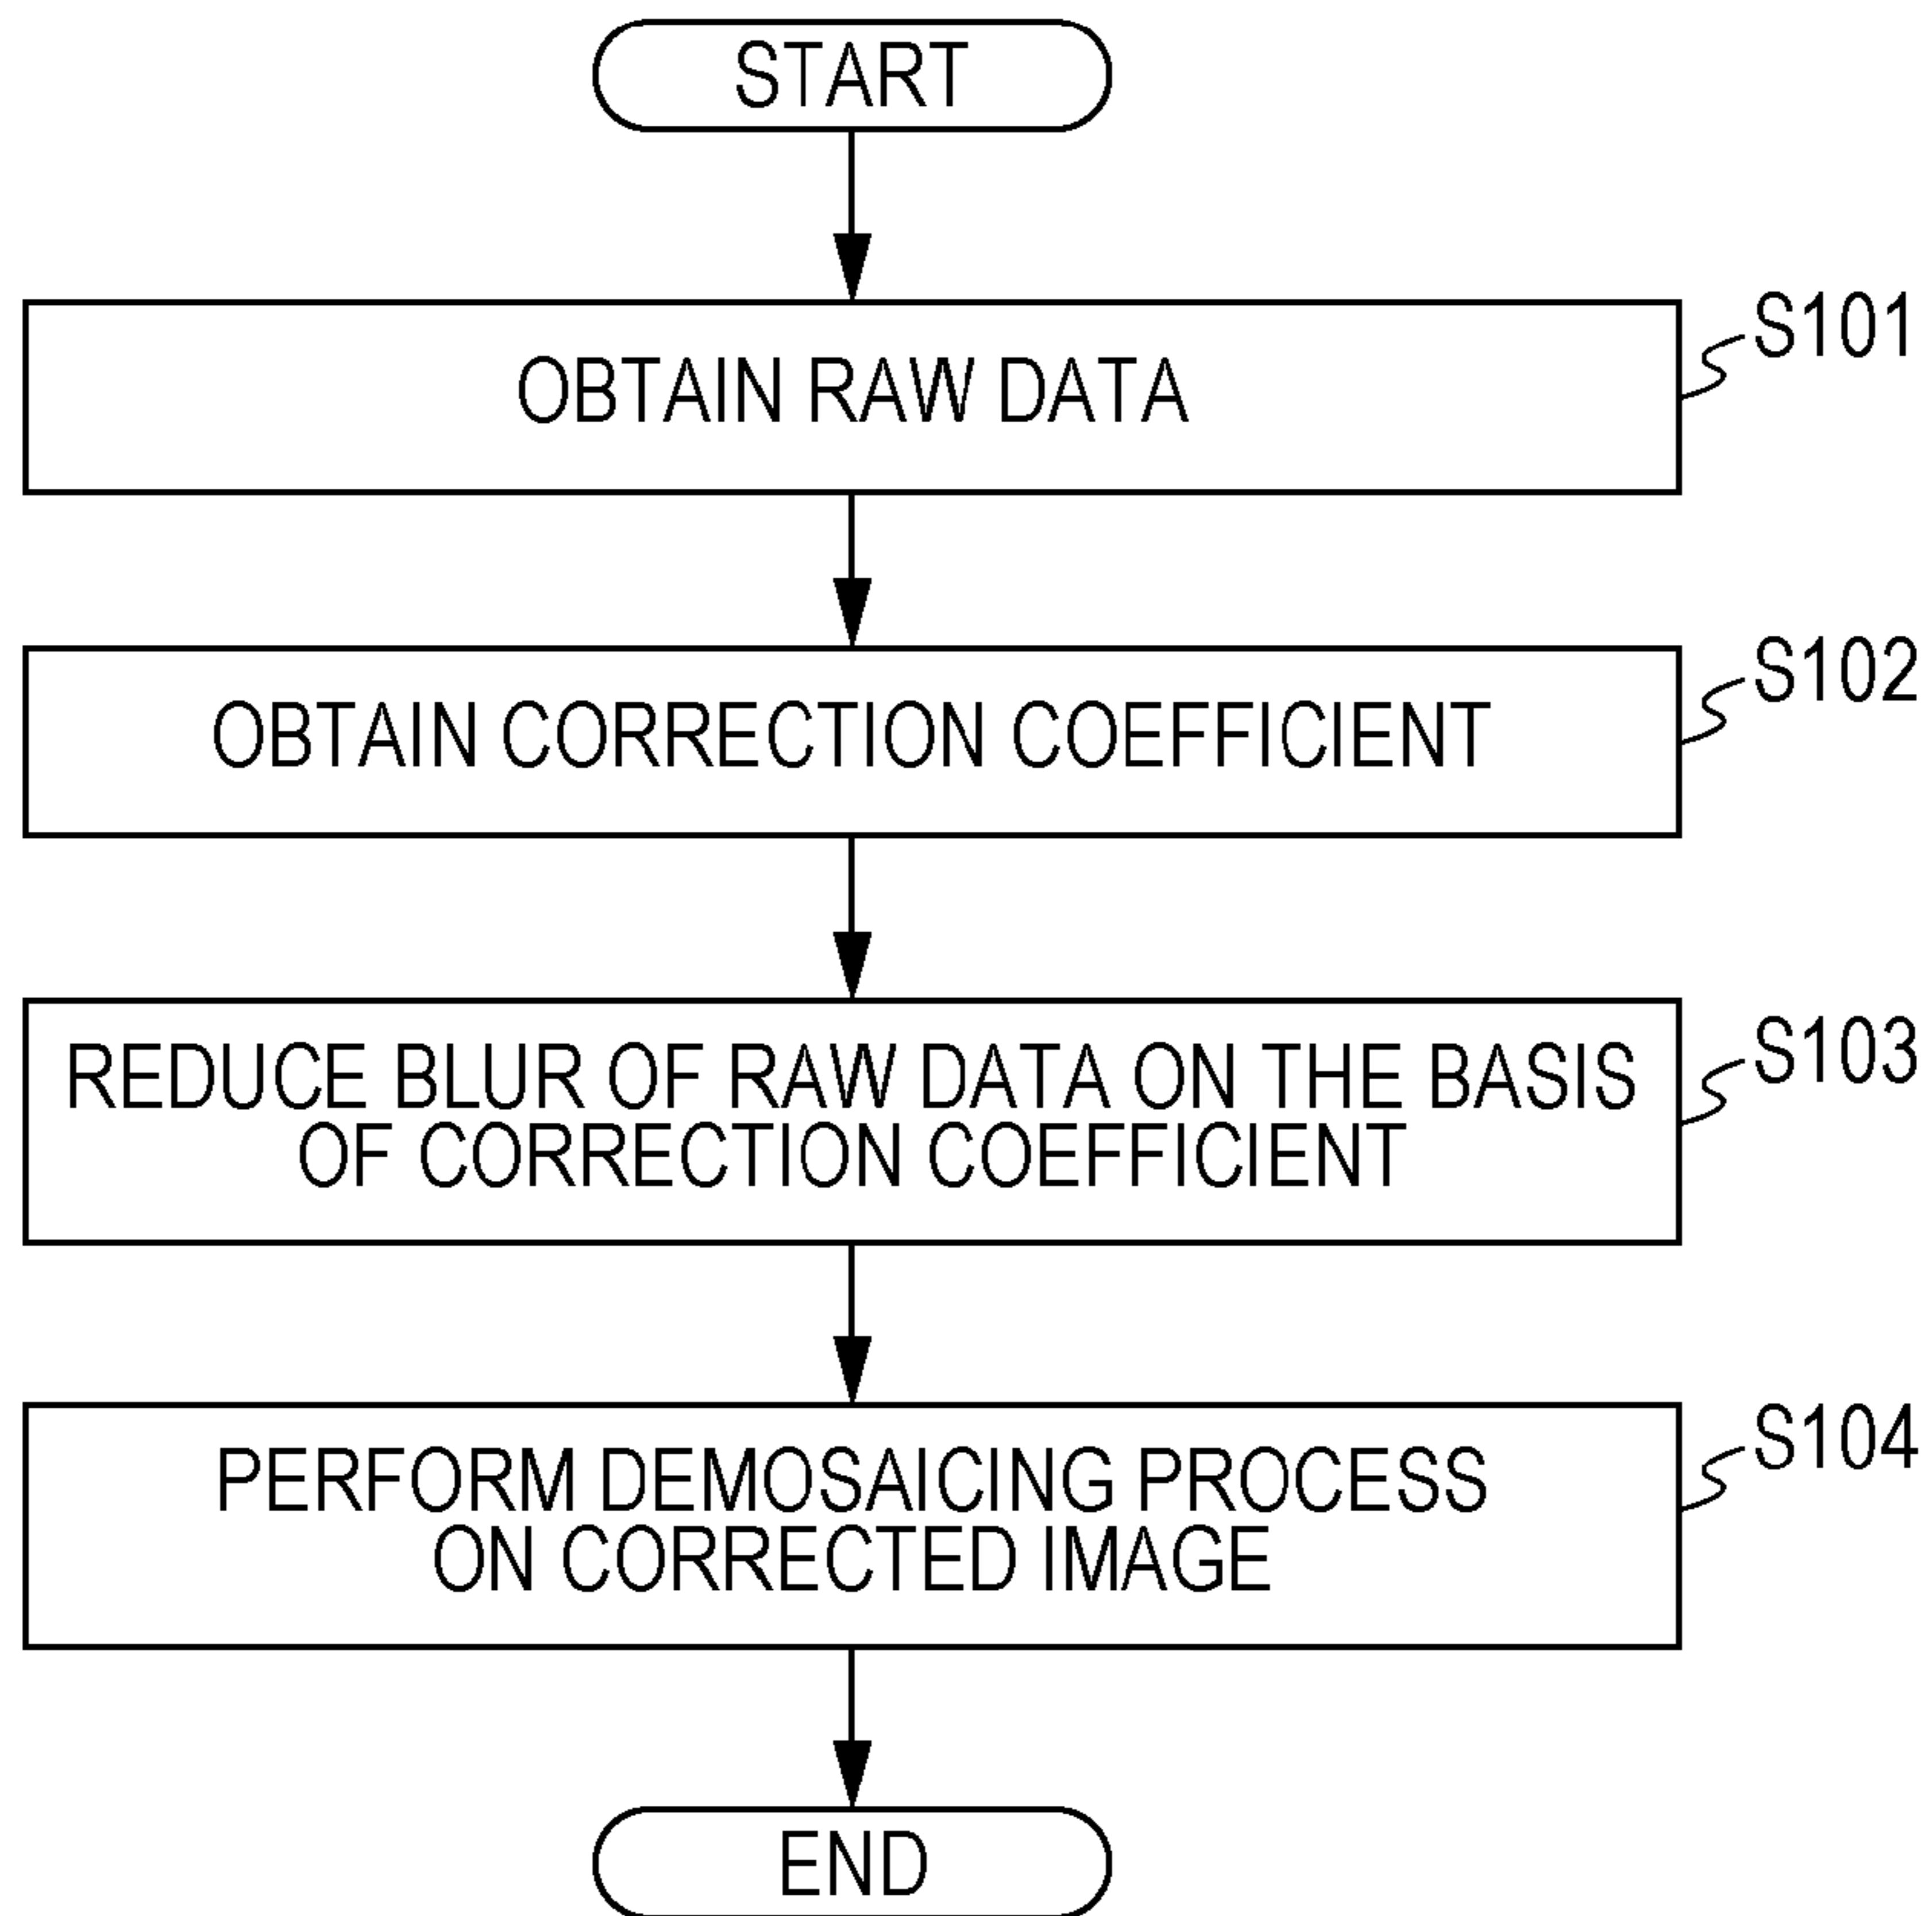 START
OBTAIN RAW DATA
S101
OBTAIN CORRECTION COEFFICIENT
S102
REDUCE BLUR OF RAW DATA ON THE BASIS
OF CORRECTION COEFFICIENT
S103
PERFORM DEMOSAICING PROCESS
ON CORRECTED IMAGE
S104
END